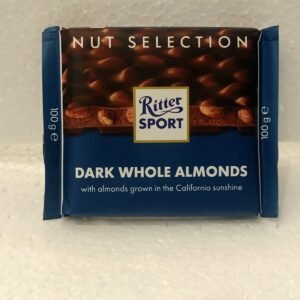 NUT SELECTION
Ritter
SPORT
DARK WHOLE ALMONDS
with almonds grown in the California sunshine
100 g e
100 g e